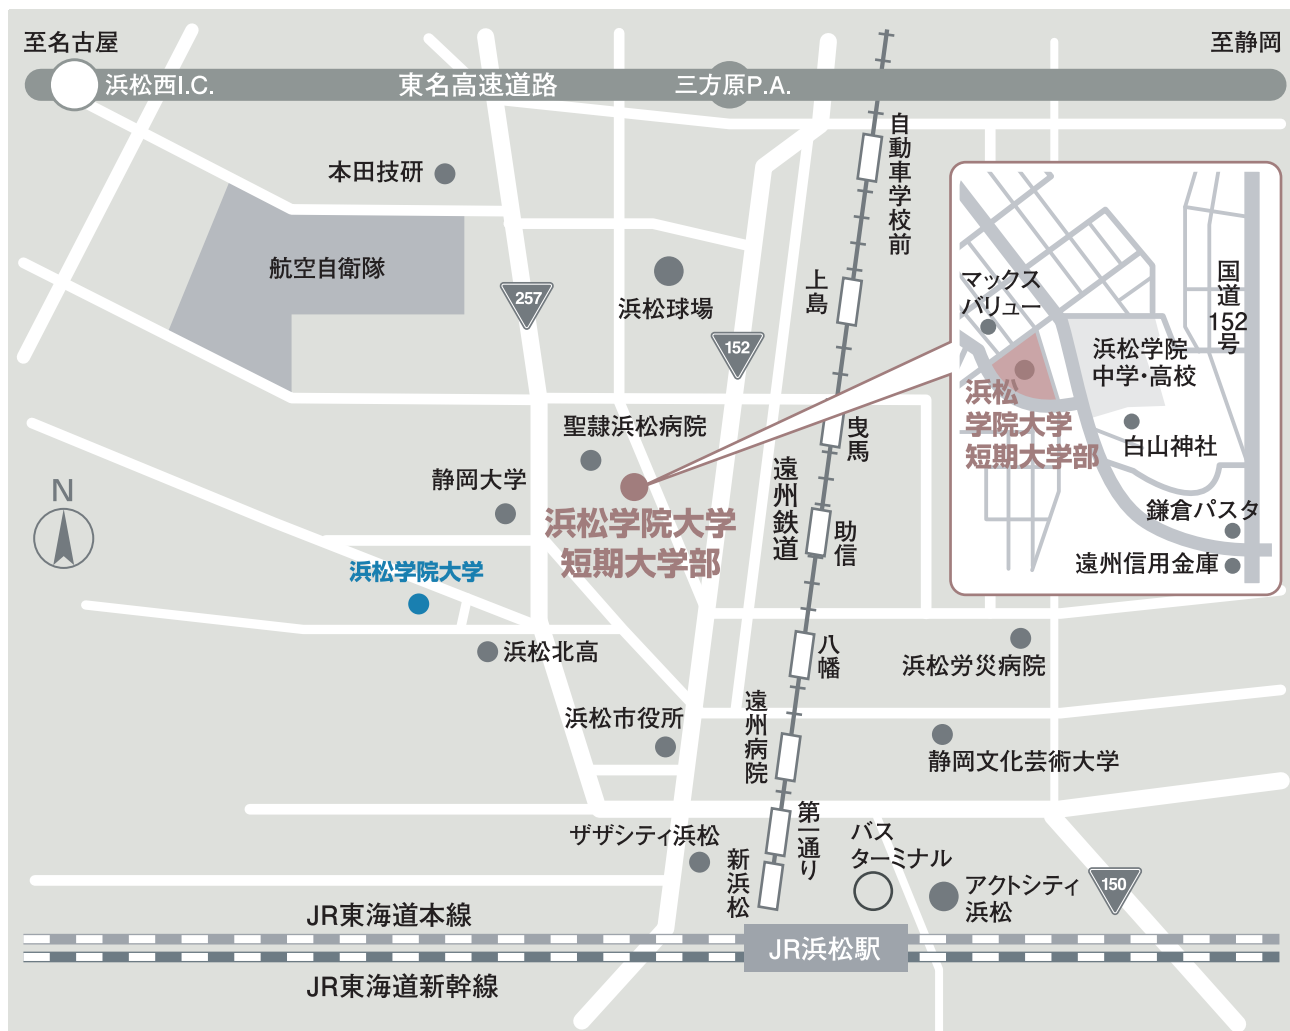 至名古屋
至静岡
浜松西I.C.
東名高速道路
三方原P.A.
自動車学校前
本田技研
航空自衛隊
257
浜松球場
上島
152
マックス
バリュー
国道152号
浜松学院
中学・高校
浜松
学院大学
短期大学部
白山神社
鎌倉パスタ
遠州信用金庫
聖隷浜松病院
曳馬
静岡大学
遠州鉄道
N
浜松学院大学
短期大学部
助信
浜松学院大学
浜松北高
八幡
浜松労災病院
浜松市役所
遠州病院
静岡文化芸術大学
ザザシティ浜松
第一通り
バス
ターミナル
新浜松
アクトシティ
浜松
150
JR東海道本線
JR浜松駅
JR東海道新幹線